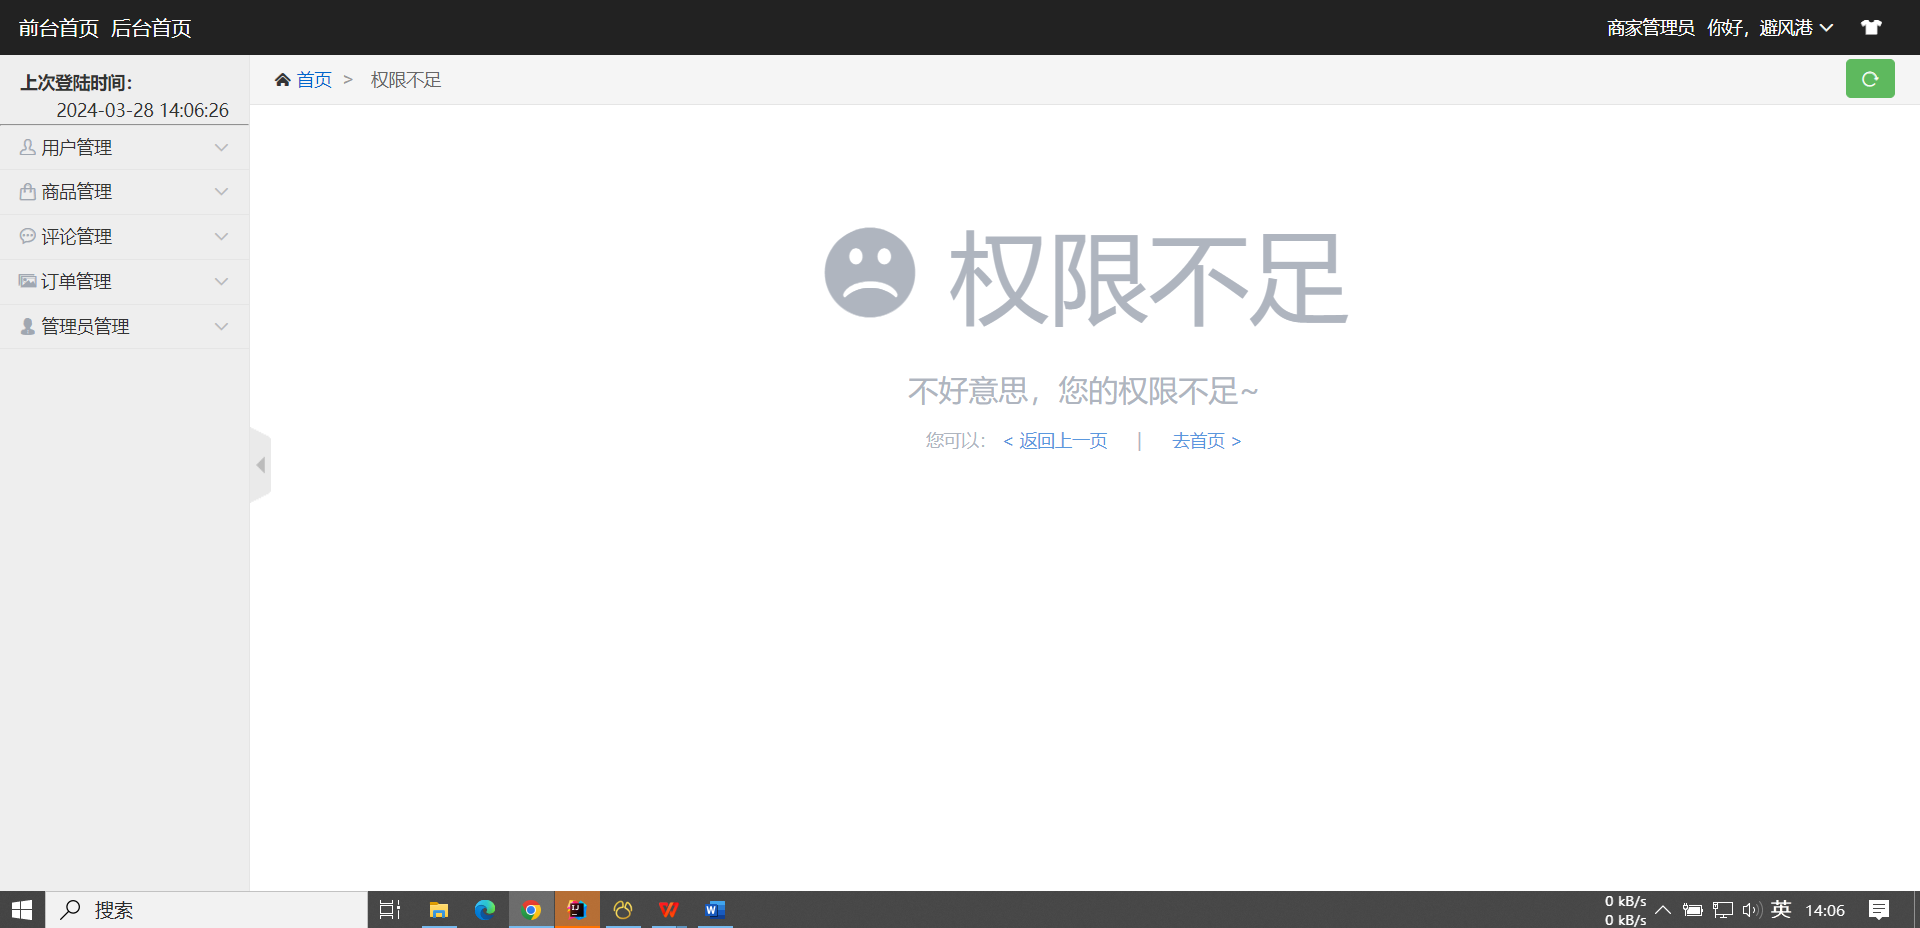 前台首页 后台首页
商家管理员 你好，避风港
上次登陆时间：
2024-03-28 14:06:26
首页 > 权限不足
用户管理
商品管理
评论管理
订单管理
管理员管理
权限不足
不好意思，您的权限不足~
您可以： < 返回上一页 | 去首页 >
搜索
0 kB/s
0 kB/s
英
14:06